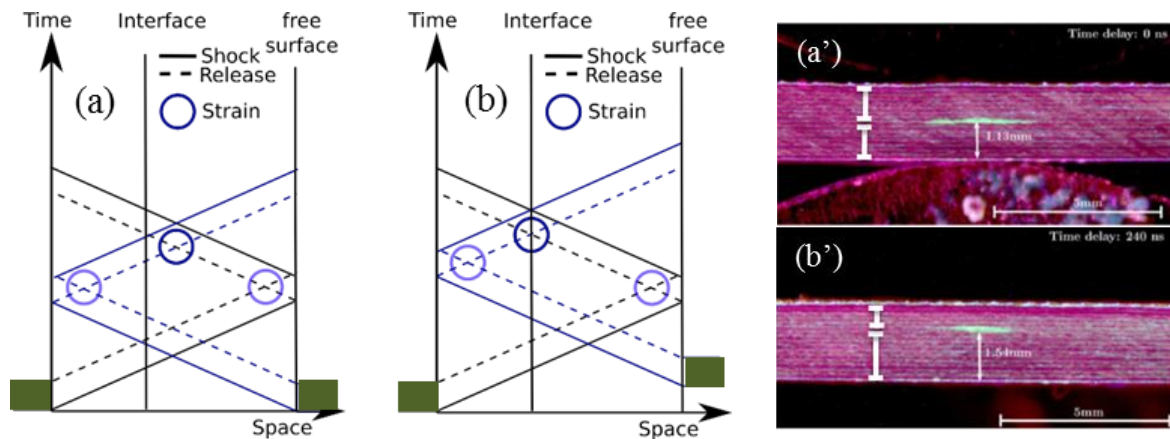 Time
Interface
free
surface
Shock
Release
(a)
Strain
Space
Time
Interface
free
surface
Shock
Release
(b)
Strain
Space
(a')
Time delay: 0 ns
1.13mm
5mm
(b')
Time delay: 240 ns
1.54mm
5mm